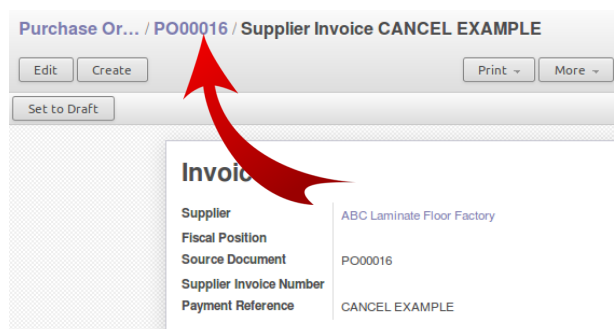 Purchase Or... / PO00016 / Supplier Invoice CANCEL EXAMPLE
Edit Create Print More
Set to Draft
Supplier ABC Laminate Floor Factory
Fiscal Position
Source Document PO00016
Supplier Invoice Number
Payment Reference CANCEL EXAMPLE